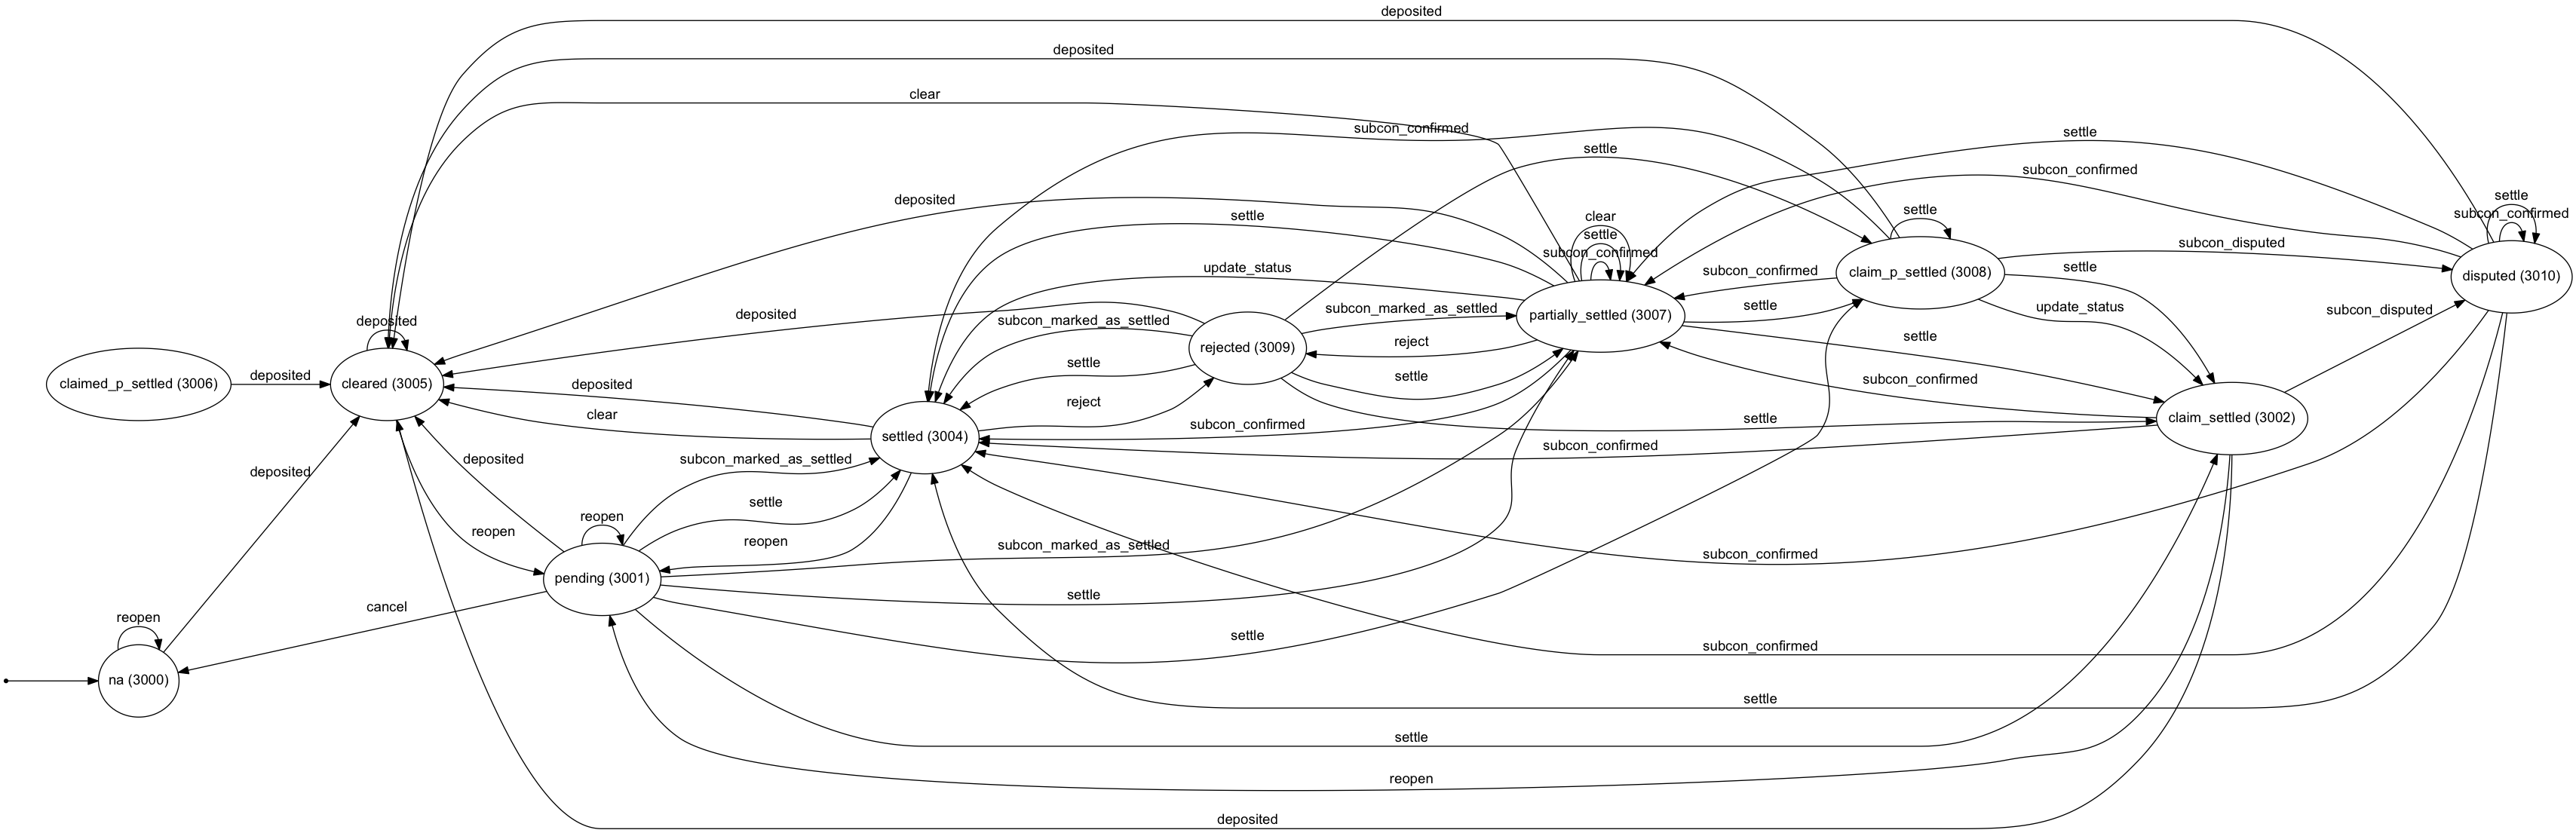 deposited
deposited
clear
subcon_confirmed
settle
settle
subcon_confirmed
settle
subcon_confirmed
deposited
settle
clear
settle
subcon_confirmed
settle
subcon_disputed
update_status
subcon_confirmed
settle
claim_p_settled (3008)
disputed (3010)
deposited
subcon_marked_as_settled
subcon_marked_as_settled
settle
update_status
subcon_disputed
partially_settled (3007)
deposited
rejected (3009)
reject
settle
settle
settle
subcon_confirmed
claimed_p_settled (3006)
deposited
cleared (3005)
deposited
clear
reject
subcon_confirmed
settle
claim_settled (3002)
settled (3004)
subcon_confirmed
deposited
deposited
subcon_marked_as_settled
settle
reopen
reopen
reopen
subcon_marked_as_settled
subcon_confirmed
pending (3001)
settle
cancel
reopen
settle
subcon_confirmed
na (3000)
settle
settle
reopen
deposited